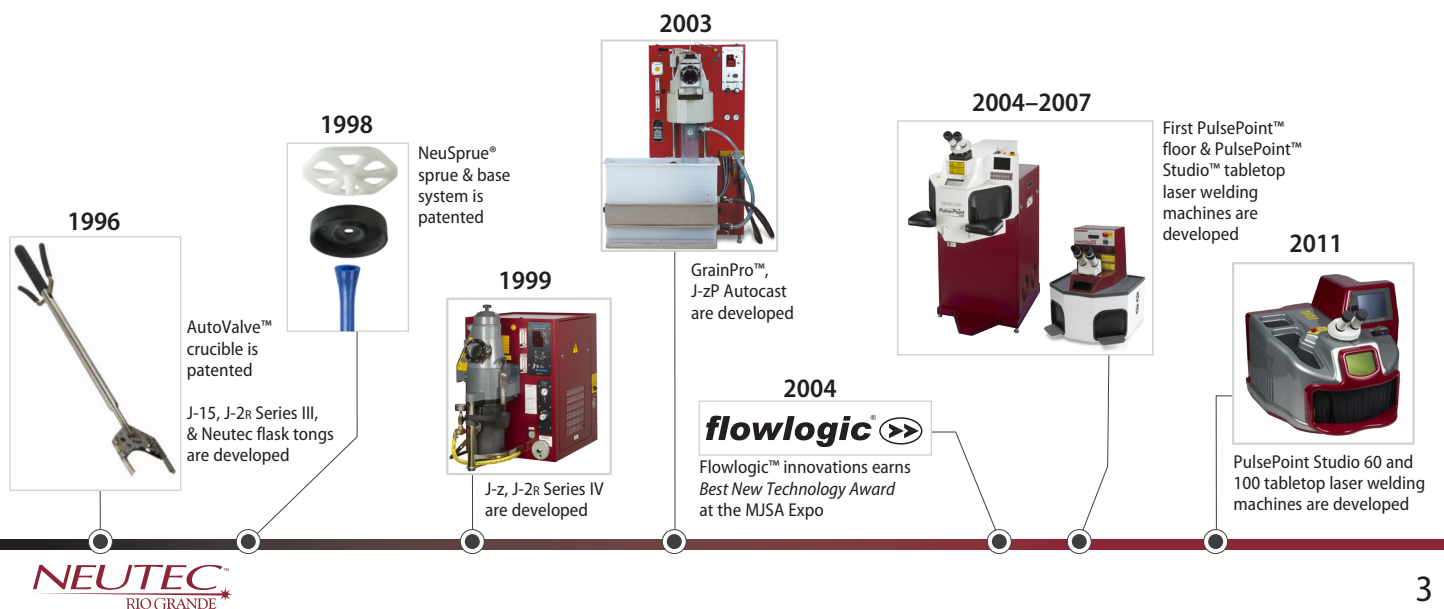 1996
AutoValve™
crucible is
patented
J-15, J-2R Series III,
& Neutec flask tongs
are developed
1998
NeuSprue®
sprue & base
system is
patented
1999
J-z, J-2R Series IV
are developed
2003
GrainPro™,
J-zP Autocast
are developed
2004
flowlogic®
Flowlogic™ innovations earns
Best New Technology Award
at the MJSA Expo
2004–2007
PulsePoint
First PulsePoint™
floor & PulsePoint™
Studio™ tabletop
laser welding
machines are
developed
2011
PulsePoint Studio 60 and
100 tabletop laser welding
machines are developed
NEUTEC™
RIO GRANDE
3